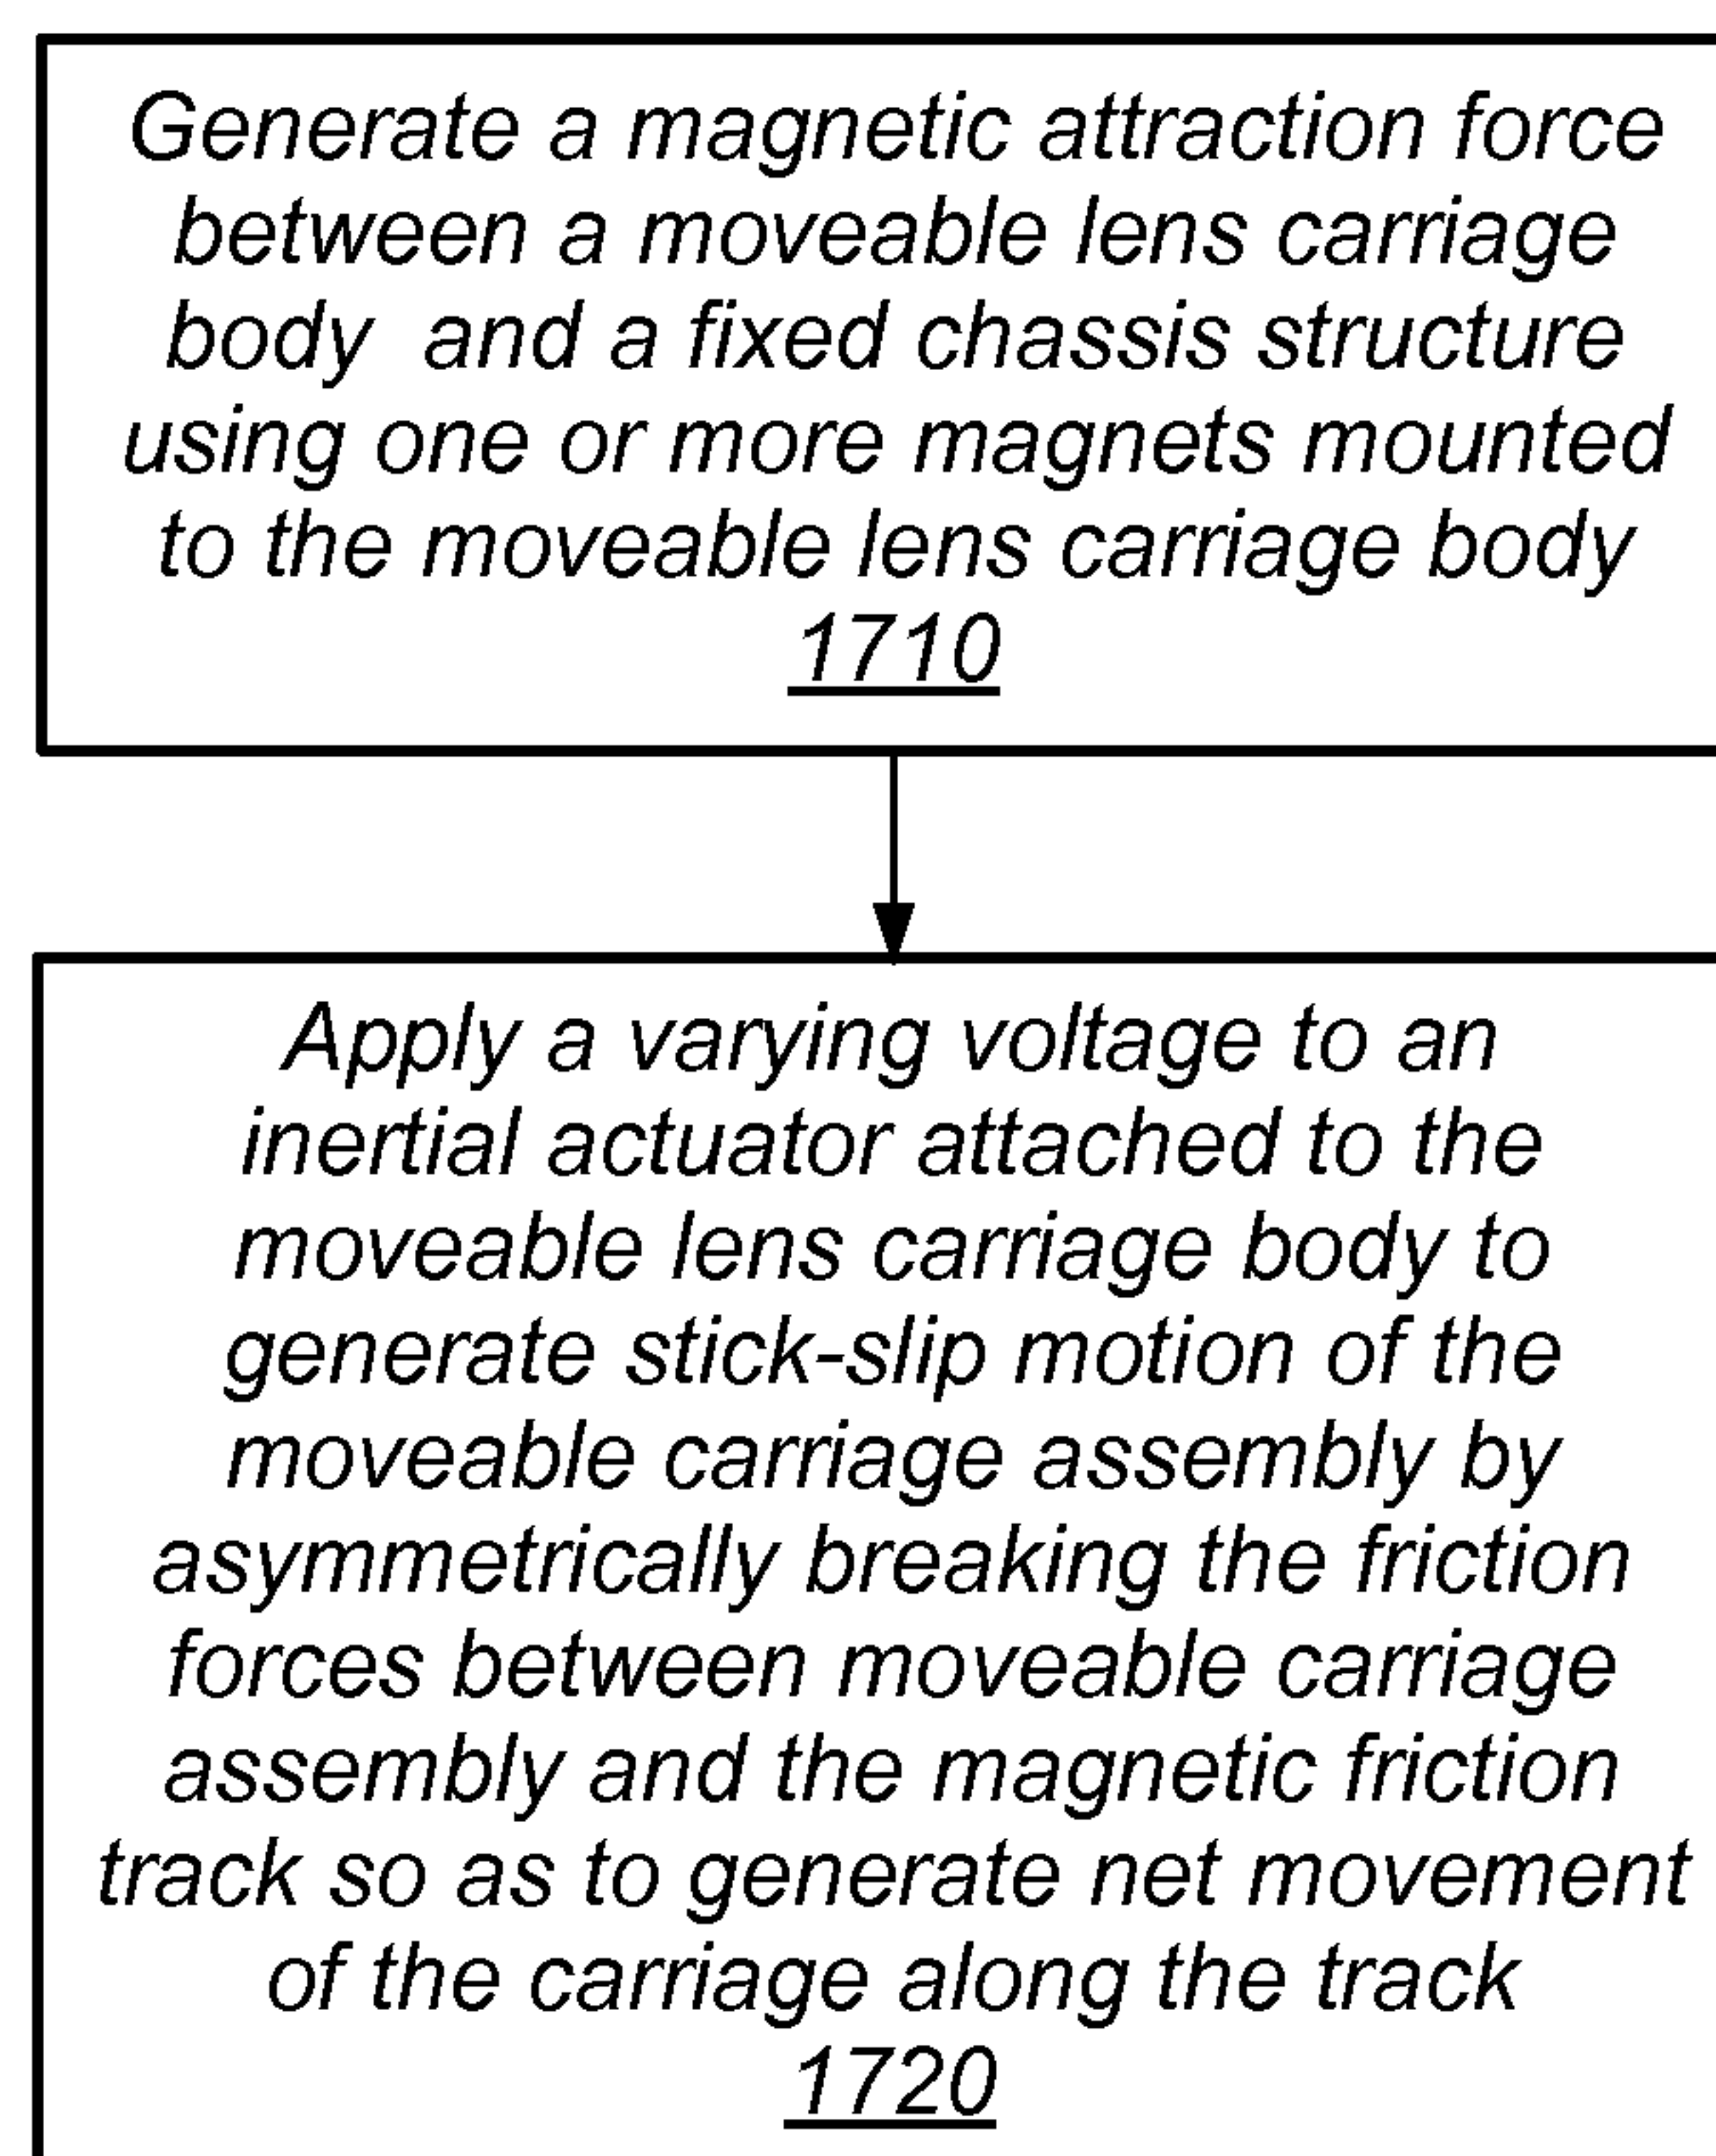 Generate a magnetic attraction force
between a moveable lens carriage
body and a fixed chassis structure
using one or more magnets mounted
to the moveable lens carriage body
1710
Apply a varying voltage to an
inertial actuator attached to the
moveable lens carriage body to
generate stick-slip motion of the
moveable carriage assembly by
asymmetrically breaking the friction
forces between moveable carriage
assembly and the magnetic friction
track so as to generate net movement
of the carriage along the track
1720